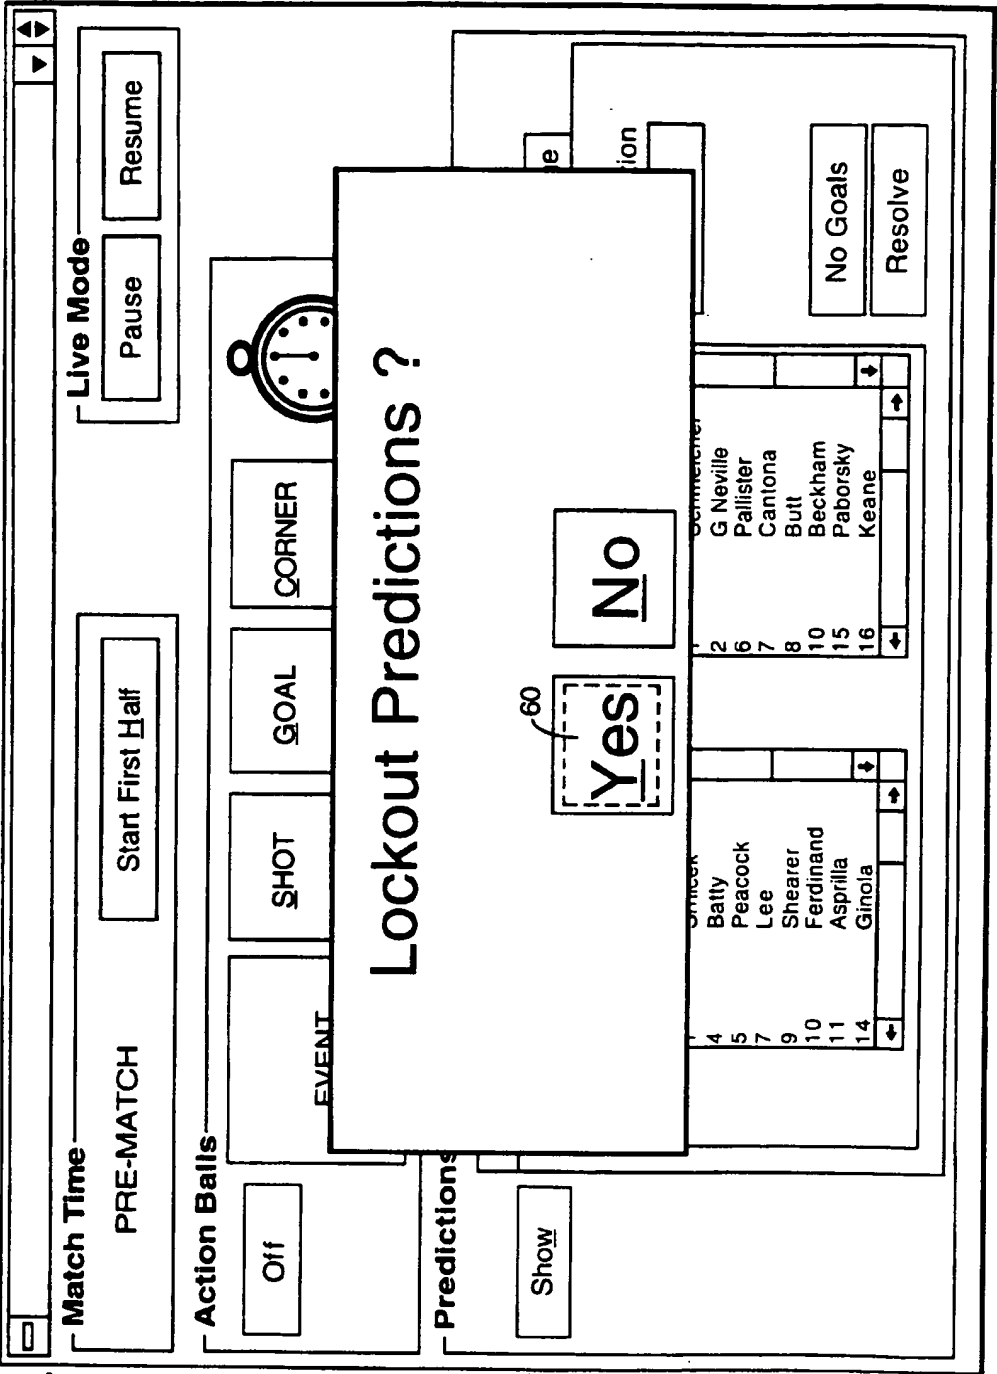 Match Time
PRE-MATCH
Start First Half
Live Mode
Pause
Resume
Action Balls
Off
EVENT
SHOT
GOAL
CORNER
Lockout Predictions ?
60
Yes
No
Predictions
Show
4 Batty
5 Peacock
7 Lee
9 Shearer
10 Ferdinand
11 Asprilla
14 Ginola
2 G Neville
6 Pallister
7 Cantona
8 Butt
10 Beckham
15 Paborsky
16 Keane
No Goals
Resolve